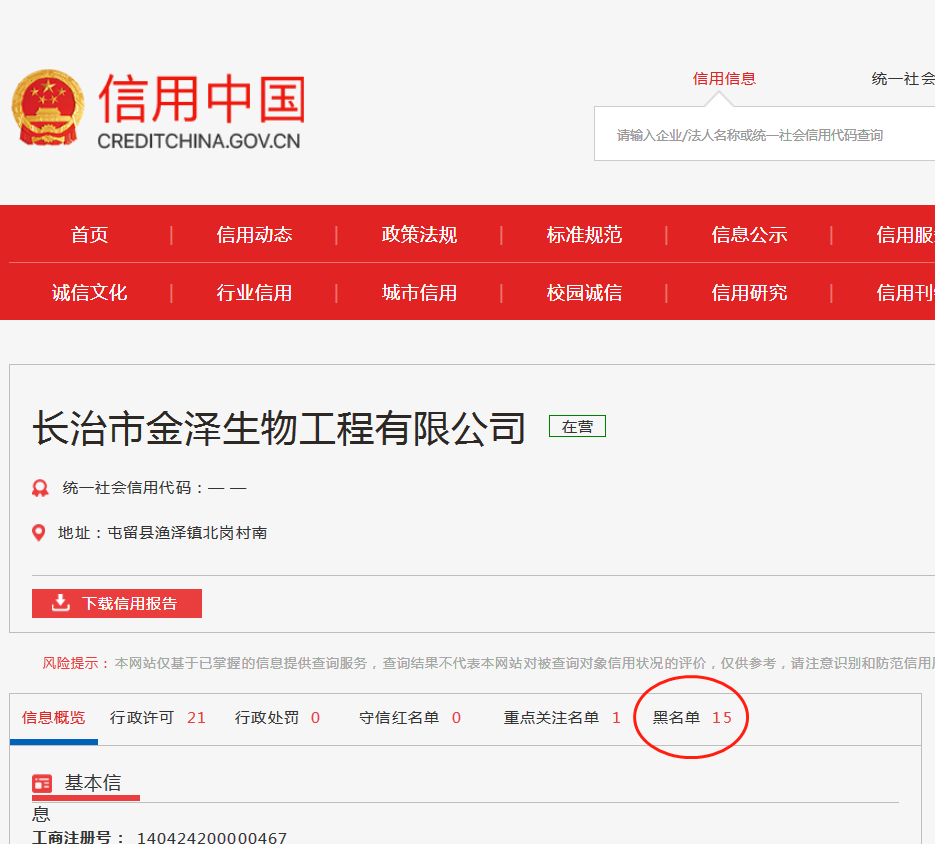 信用中国
CREDITCHINA.GOV.CN
信用信息 统一社会
请输入企业/法人名称或统一社会信用代码查询
首页 | 信用动态 | 政策法规 | 标准规范 | 信息公示 | 信用服
诚信文化 | 行业信用 | 城市信用 | 校园诚信 | 信用研究 | 信用刊
长治市金泽生物工程有限公司 在营
统一社会信用代码：— —
地址：屯留县渔泽镇北岗村南
下载信用报告
风险提示：本网站仅基于已掌握的信息提供查询服务，查询结果不代表本网站对被查询对象信用状况的评价，仅供参考，请注意识别和防范信用
信息概览 行政许可 21 行政处罚 0 守信红名单 0 重点关注名单 1 黑名单 15
基本信
息
工商注册号： 140424200000467